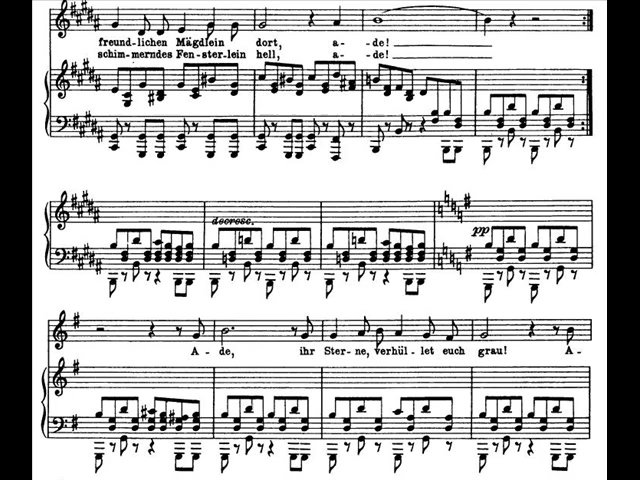 freund-lichen Mägdlein dort, a-de!
schim-merndes Fen-ster-lein hell, a-de!
decresc.
pp
A-de, ihr Ster-ne, verhül-let euch grau! A-